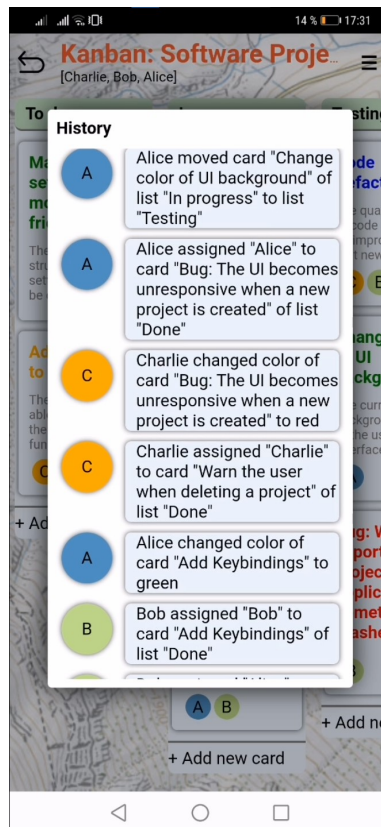 14 % 17:31
Kanban: Software Proje...
[Charlie, Bob, Alice]
History
A
Alice moved card "Change
color of UI background" of
list "In progress" to list
"Testing"
A
Alice assigned "Alice" to
card "Bug: The UI becomes
unresponsive when a new
project is created" of list
"Done"
C
Charlie changed color of
card "Bug: The UI becomes
unresponsive when a new
project is created" to red
C
Charlie assigned "Charlie"
to card "Warn the user
when deleting a project" of
list "Done"
A
Alice changed color of
card "Add Keybindings" to
green
B
Bob assigned "Bob" to
card "Add Keybindings" of
list "Done"
A B
+ Add new card